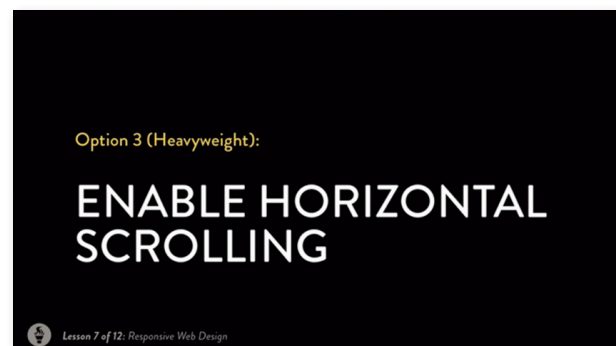 Option 3 (Heavyweight):
ENABLE HORIZONTAL
SCROLLING
Lesson 7 of 12: Responsive Web Design